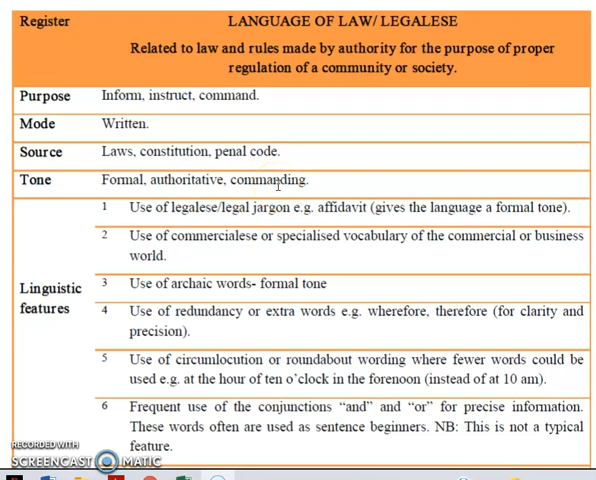 Register
LANGUAGE OF LAW/ LEGALESE
Related to law and rules made by authority for the purpose of proper
regulation of a community or society.
Purpose
Inform, instruct, command.
Mode
Written.
Source
Laws, constitution, penal code.
Tone
Formal, authoritative, commanding.
Linguistic
features
1 Use of legalese/legal jargon e.g. affidavit (gives the language a formal tone).
2 Use of commercialese or specialised vocabulary of the commercial or business
world.
3 Use of archaic words- formal tone
4 Use of redundancy or extra words e.g. wherefore, therefore (for clarity and
precision).
5 Use of circumlocution or roundabout wording where fewer words could be
used e.g. at the hour of ten o’clock in the forenoon (instead of at 10 am).
6 Frequent use of the conjunctions “and” and “or” for precise information.
These words often are used as sentence beginners. NB: This is not a typical
feature.
RECORDED WITH
SCREENCAST MATIC